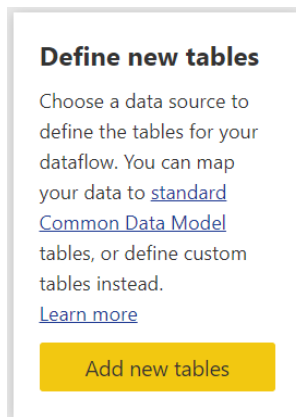 Define new tables
Choose a data source to
define the tables for your
dataflow. You can map
your data to standard
Common Data Model
tables, or define custom
tables instead.
Learn more
Add new tables